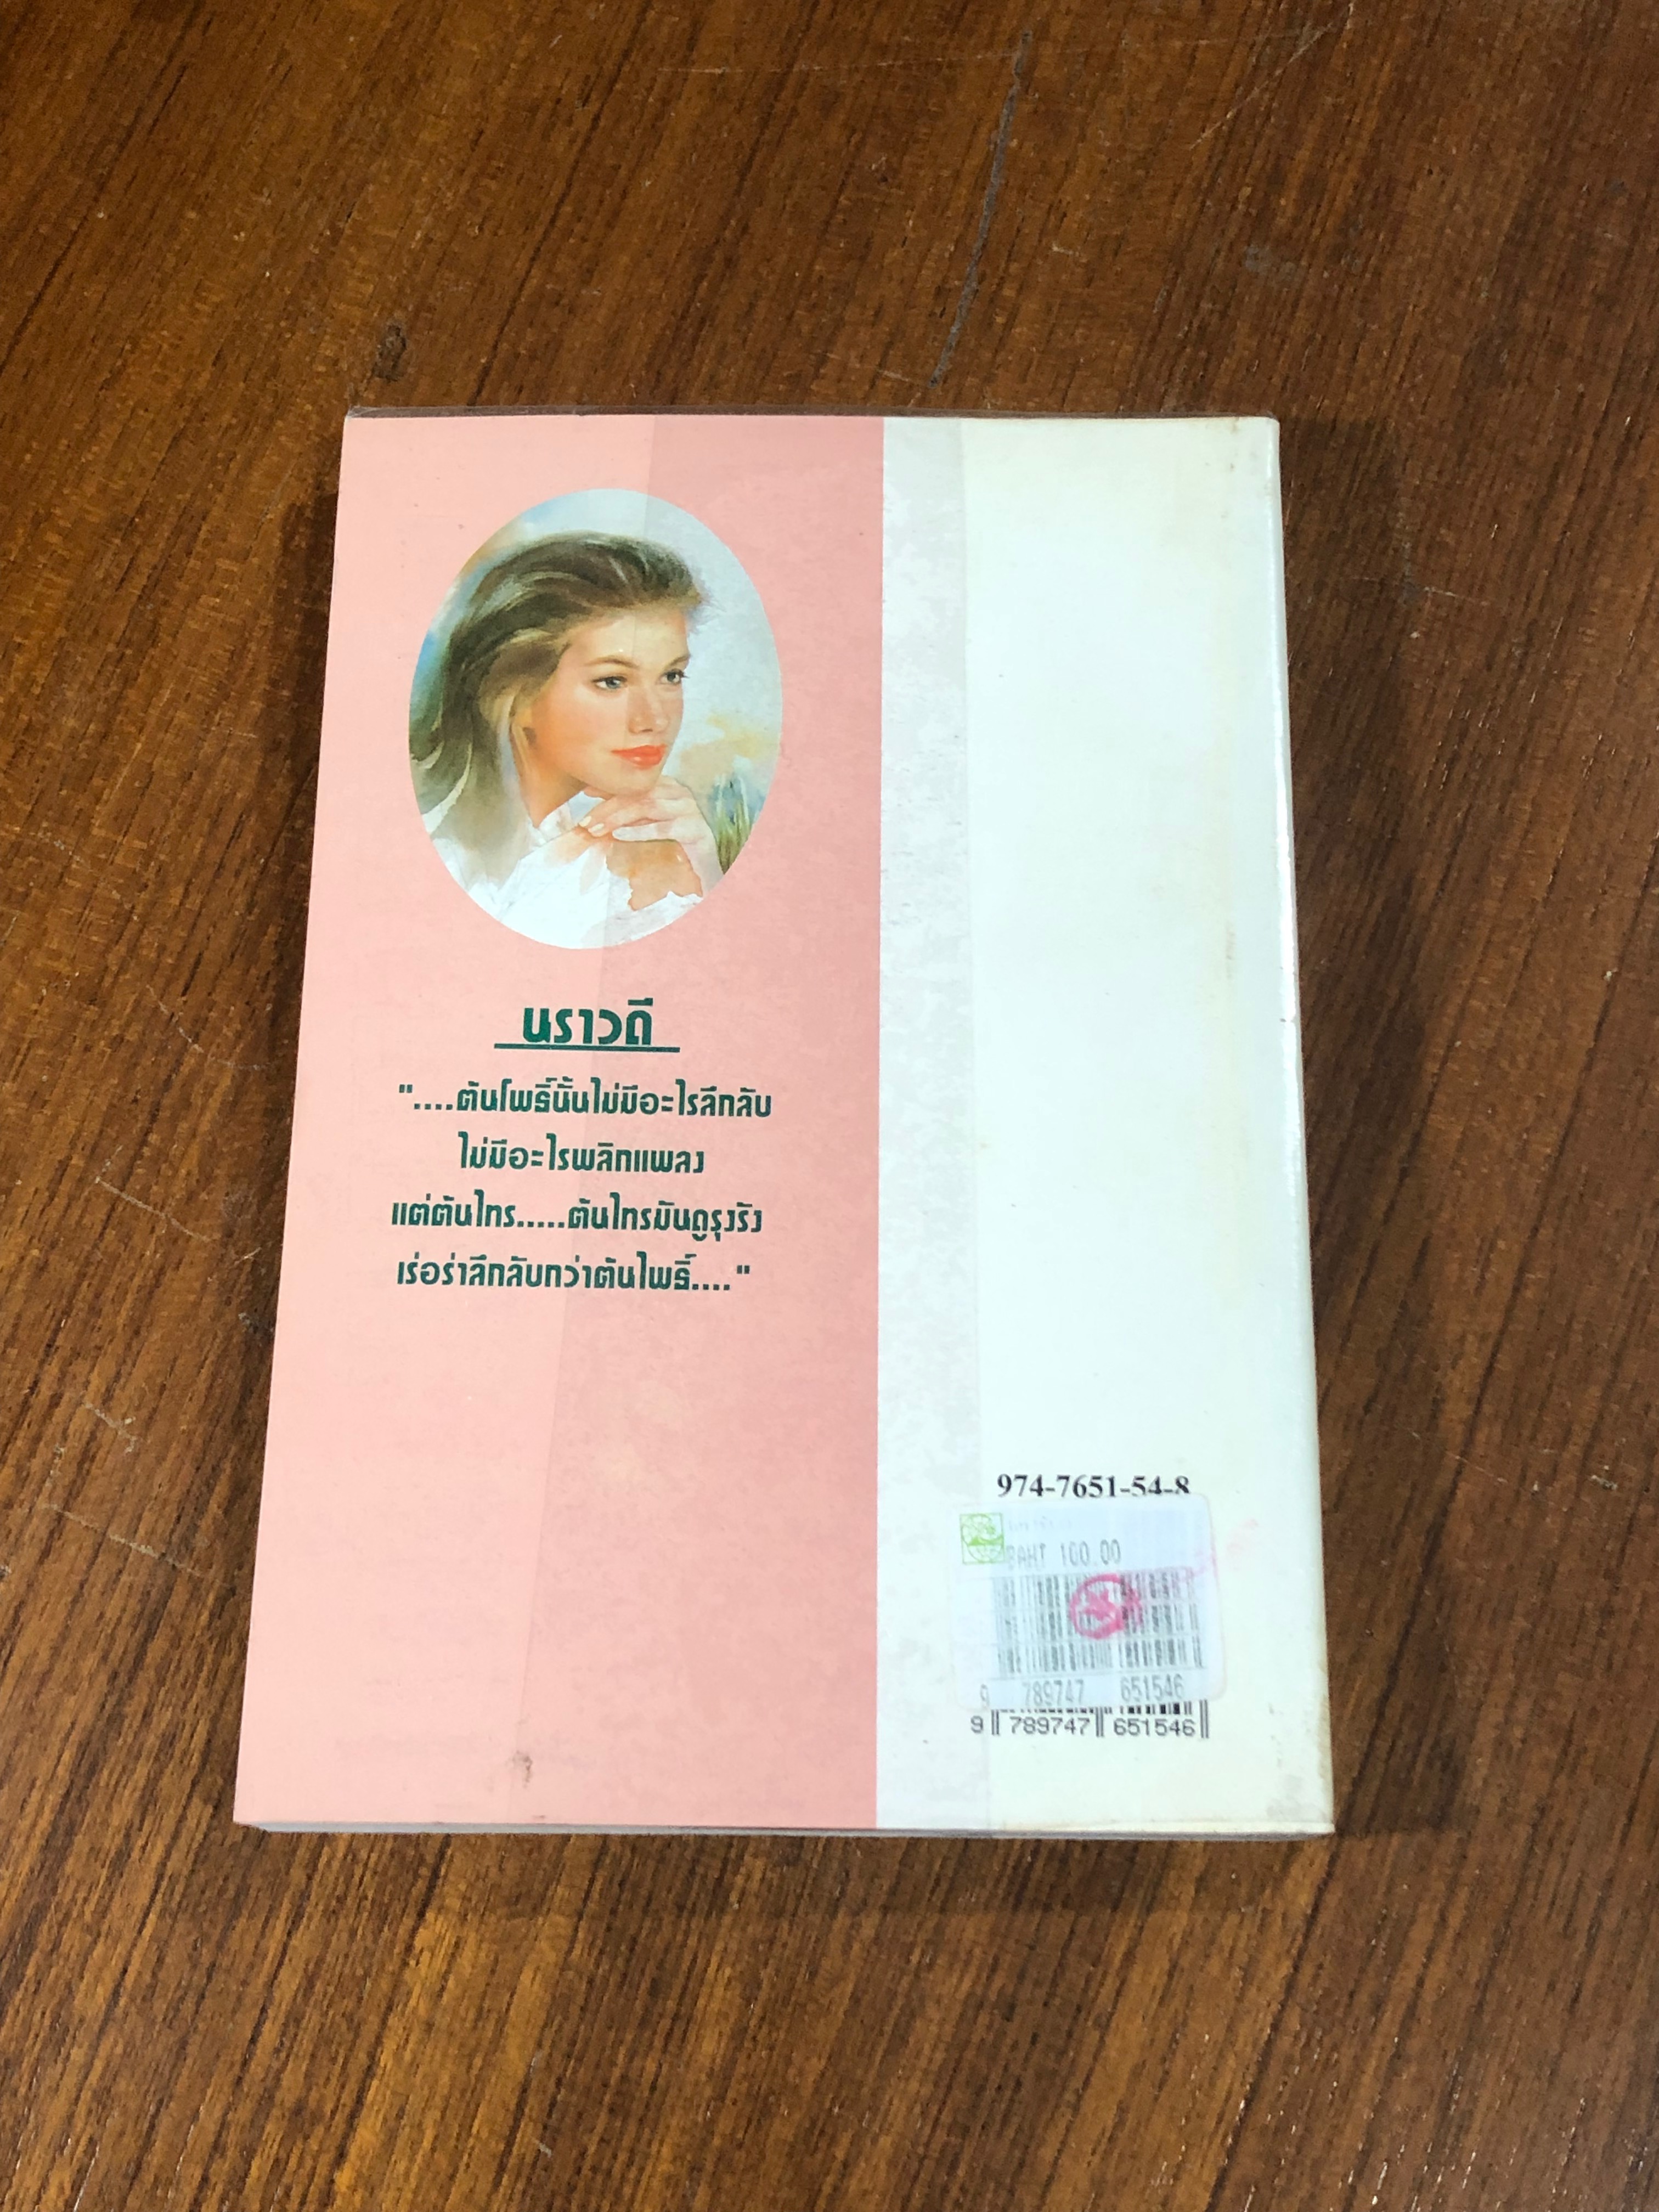 นราวดี
"....ต้นโพธิ์นั้นไม่มีอะไรลึกลับ
ไม่มีอะไรพลิกแพลง
แต่ต้นไทร.....ต้นไทรมันดูรุงรัง
เร่อร่าลึกลับกว่าต้นโพธิ์...."
974-7651-54-8
BAHT 100.00
9 789747 651546
9 789747 651546